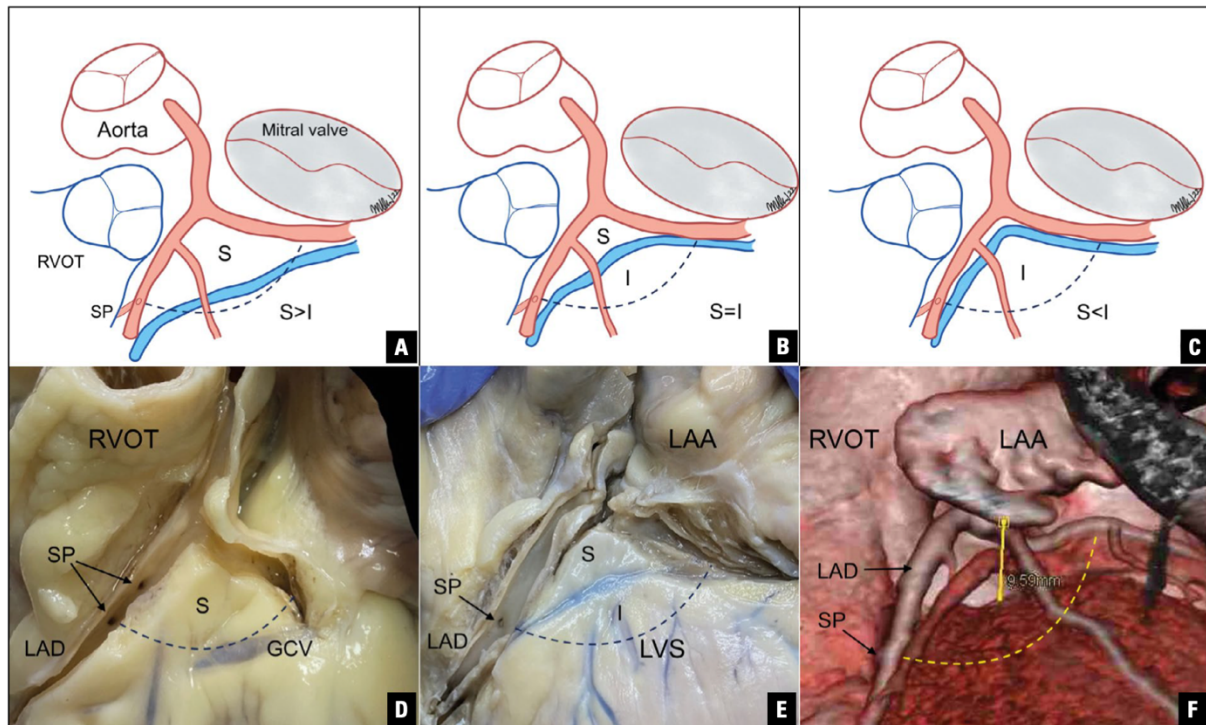 Aorta
Mitral valve
RVOT
S
SP
S>I
A
S
I
S=I
B
I
S<I
C
RVOT
SP
S
LAD
GCV
D
LAA
S
SP
I
LAD
LVS
E
RVOT
LAA
LAD
9.59mm
SP
F